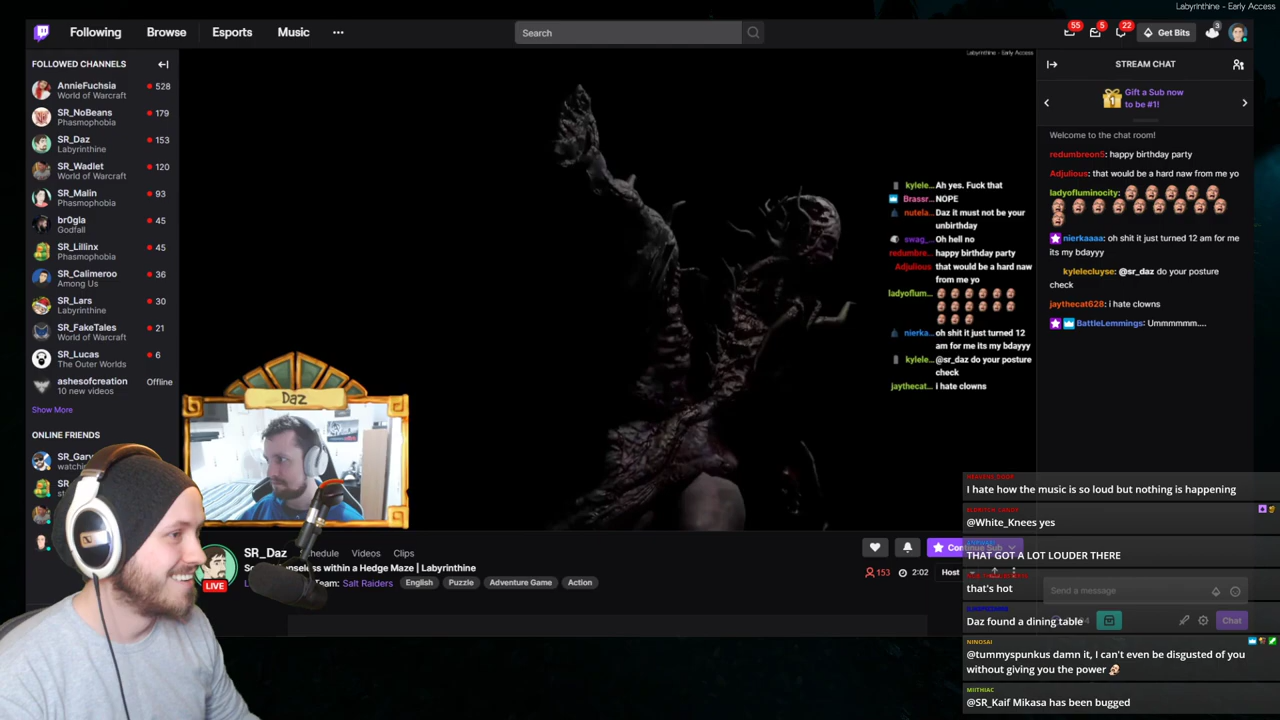 Labyrinthine - Early Access
Following
Browse
Esports
Music
Search
55
5
22
Get Bits
3
FOLLOWED CHANNELS
AnnieFuchsia
528
World of Warcraft
SR_NoBeans
179
Phasmophobia
SR_Daz
153
Labyrinthine
SR_Wadlet
120
World of Warcraft
SR_Malin
93
Phasmophobia
br0gla
45
Godfall
SR_Lillinx
45
Phasmophobia
SR_Calimeroo
36
Among Us
SR_Lars
30
Labyrinthine
SR_FakeTales
21
World of Warcraft
SR_Lucas
6
The Outer Worlds
ashesofcreation
Offline
10 new videos
Show More
ONLINE FRIENDS
Labyrinthine - Early Access
kylele... Ah yes. Fuck that
Brassr... NOPE
nutela... Daz it must not be your
unbirthday
swag_... Oh hell no
redumbre... happy birthday party
Adjulious that would be a hard naw
from me yo
ladyoflum...
nierka... oh shit it just turned 12
am for me its my bdayyy
kylele... @sr_daz do your posture
check
jaythecat... i hate clowns
Daz
SR_Daz
Videos
Clips
LIVE
Team: Salt Raiders
English
Puzzle
Adventure Game
Action
153
2:02
Host
STREAM CHAT
1
Gift a Sub now
to be #1!
Welcome to the chat room!
redumbreon5: happy birthday party
Adjulious: that would be a hard naw from me yo
ladyofluminocity:
nierkaaaa: oh shit it just turned 12 am for me
its my bdayyy
kylelecluyse: @sr_daz do your posture
check
jaythecat628: i hate clowns
BattleLemmings: Ummmmmm....
I hate how the music is so loud but nothing is happening
@White_Knees yes
THAT GOT A LOT LOUDER THERE
that's hot
Send a message
Daz found a dining table
Chat
NINOSAI
@tummyspunkus damn it, I can't even be disgusted of you
without giving you the power
MIITHIAC
@SR_Kaif Mikasa has been bugged